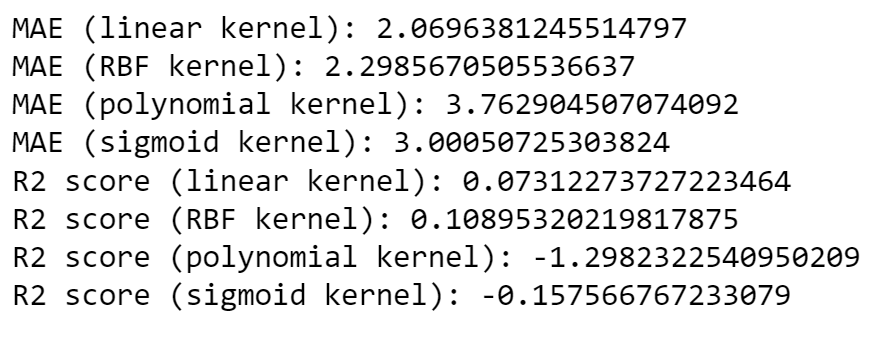 MAE (linear kernel): 2.0696381245514797
MAE (RBF kernel): 2.2985670505536637
MAE (polynomial kernel): 3.762904507074092
MAE (sigmoid kernel): 3.00050725303824
R2 score (linear kernel): 0.07312273727223464
R2 score (RBF kernel): 0.10895320219817875
R2 score (polynomial kernel): -1.2982322540950209
R2 score (sigmoid kernel): -0.157566767233079